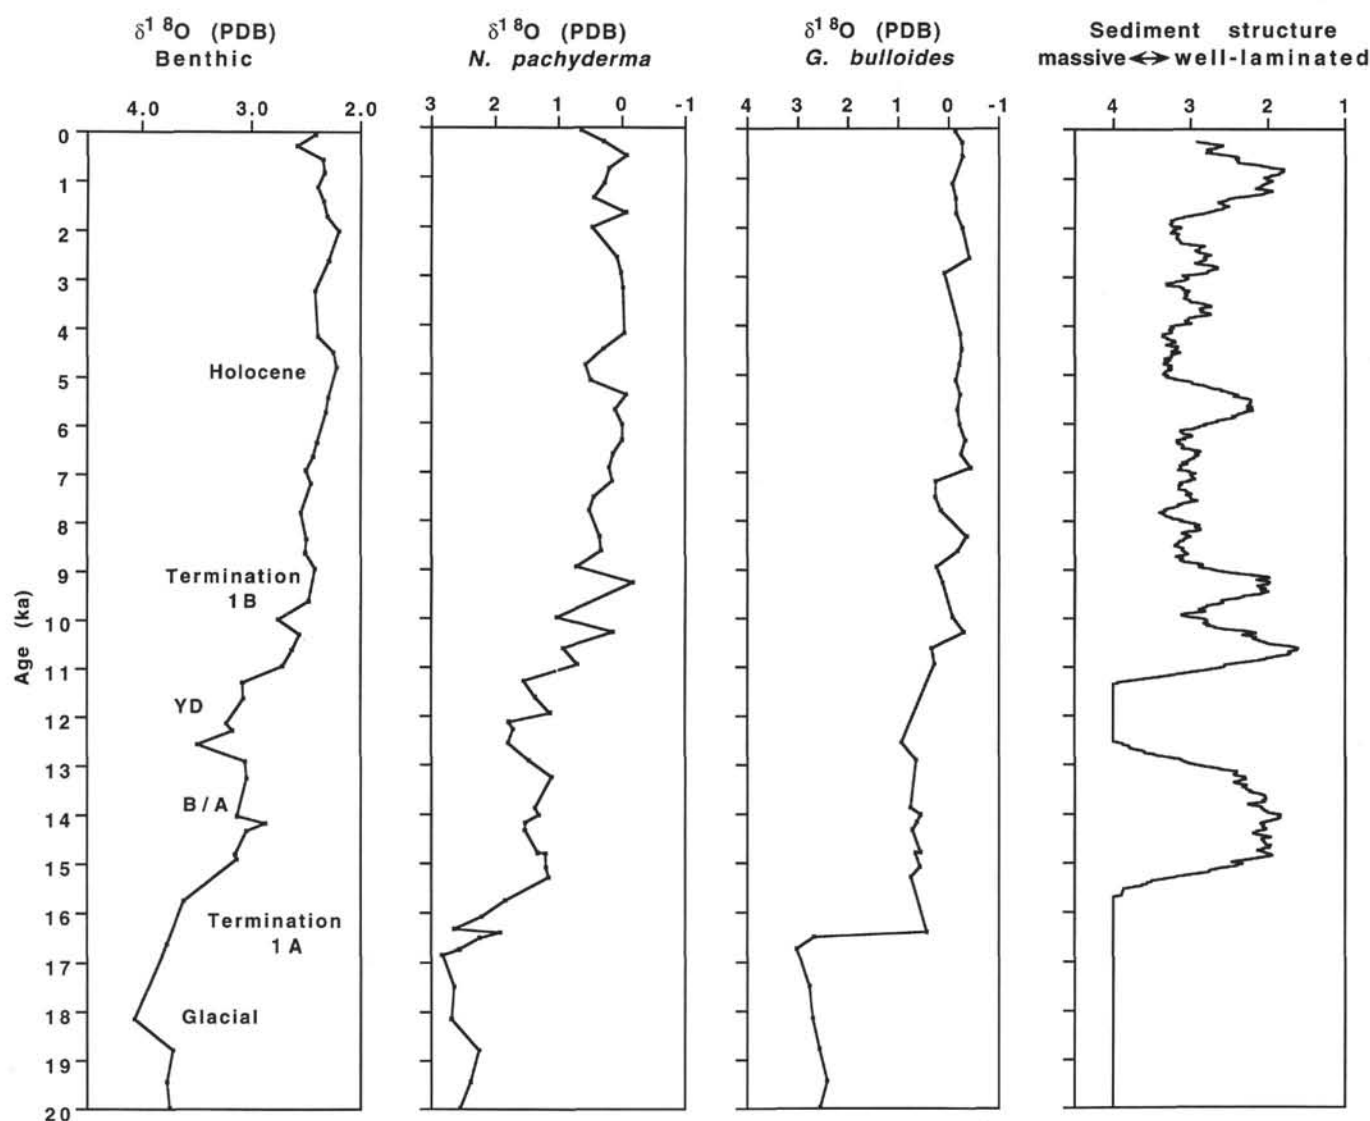 δ18O (PDB)
Benthic
4.0 3.0 2.0
δ18O (PDB)
N. pachyderma
3 2 1 0 -1
δ18O (PDB)
G. bulloides
4 3 2 1 0 -1
Sediment structure
massive↔well-laminated
4 3 2 1
Age (ka)
0
1
2
3
4
5
6
7
8
9
10
11
12
13
14
15
16
17
18
19
20
Holocene
Termination
1B
YD
B/A
Termination
1A
Glacial